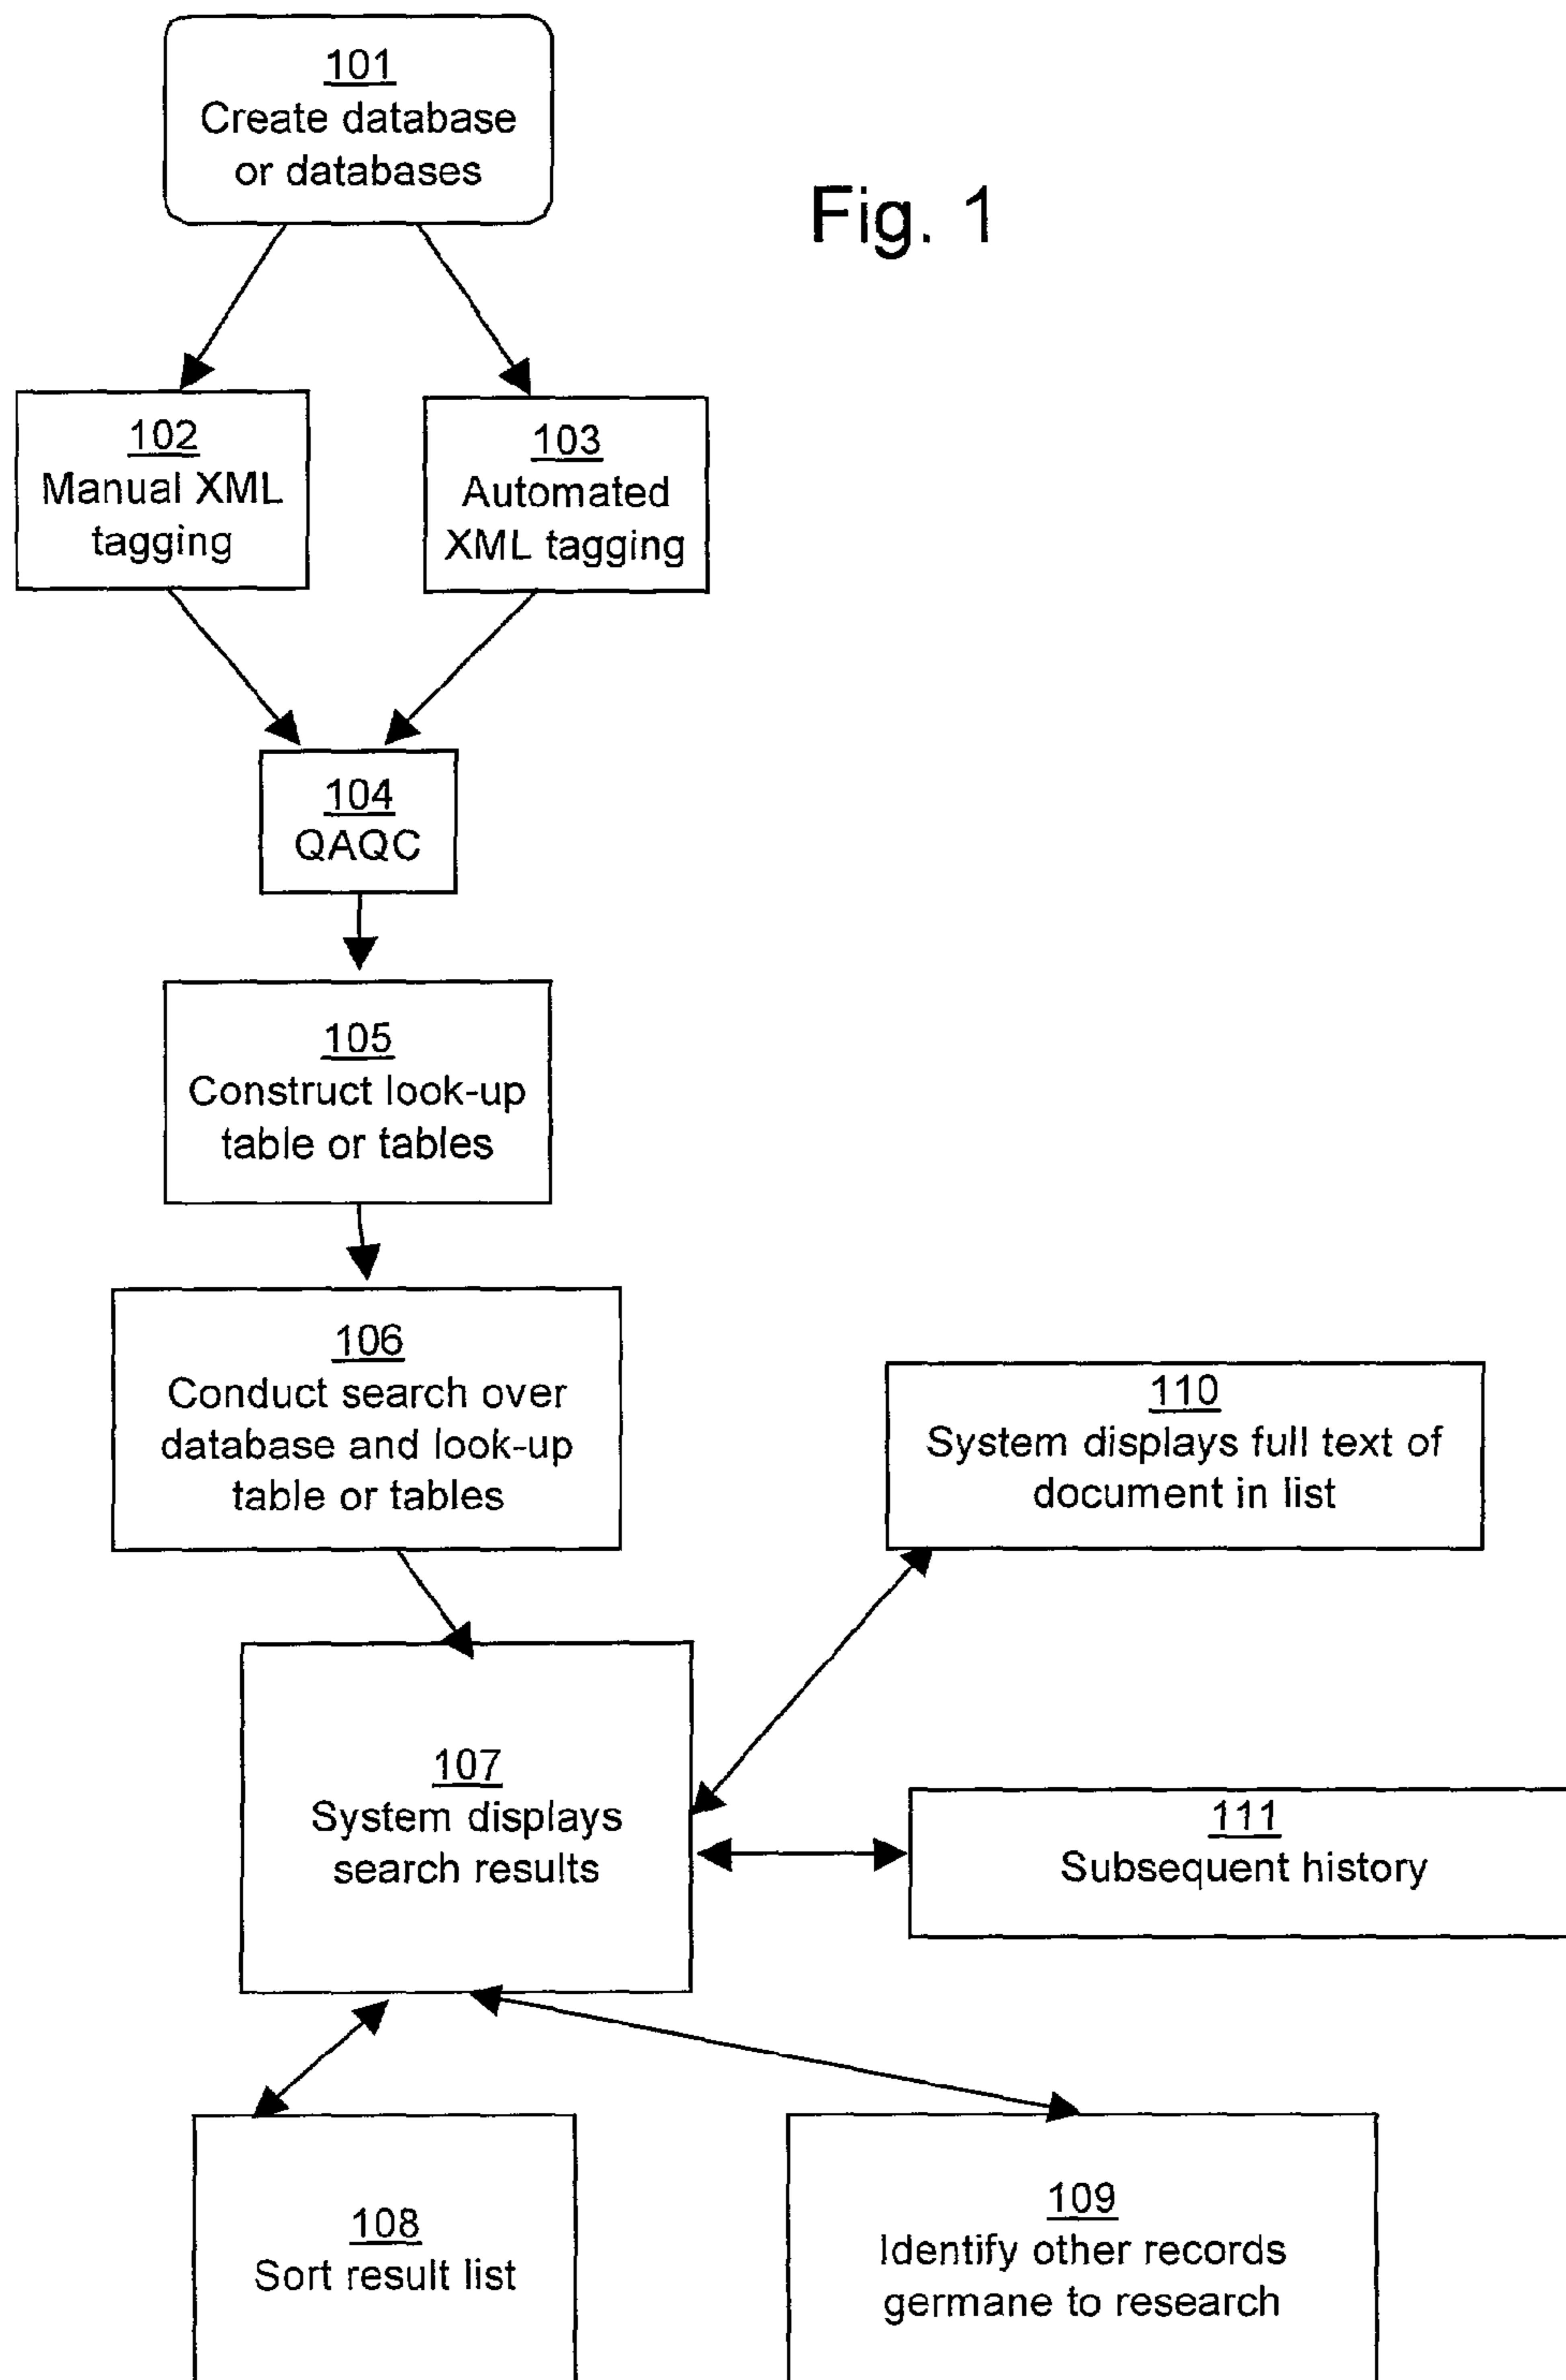 101
Create database
or databases
Fig. 1
102
Manual XML
tagging
103
Automated
XML tagging
104
QAQC
105
Construct look-up
table or tables
106
Conduct search over
database and look-up
table or tables
110
System displays full text of
document in list
107
System displays
search results
111
Subsequent history
108
Sort result list
109
Identify other records
germane to research